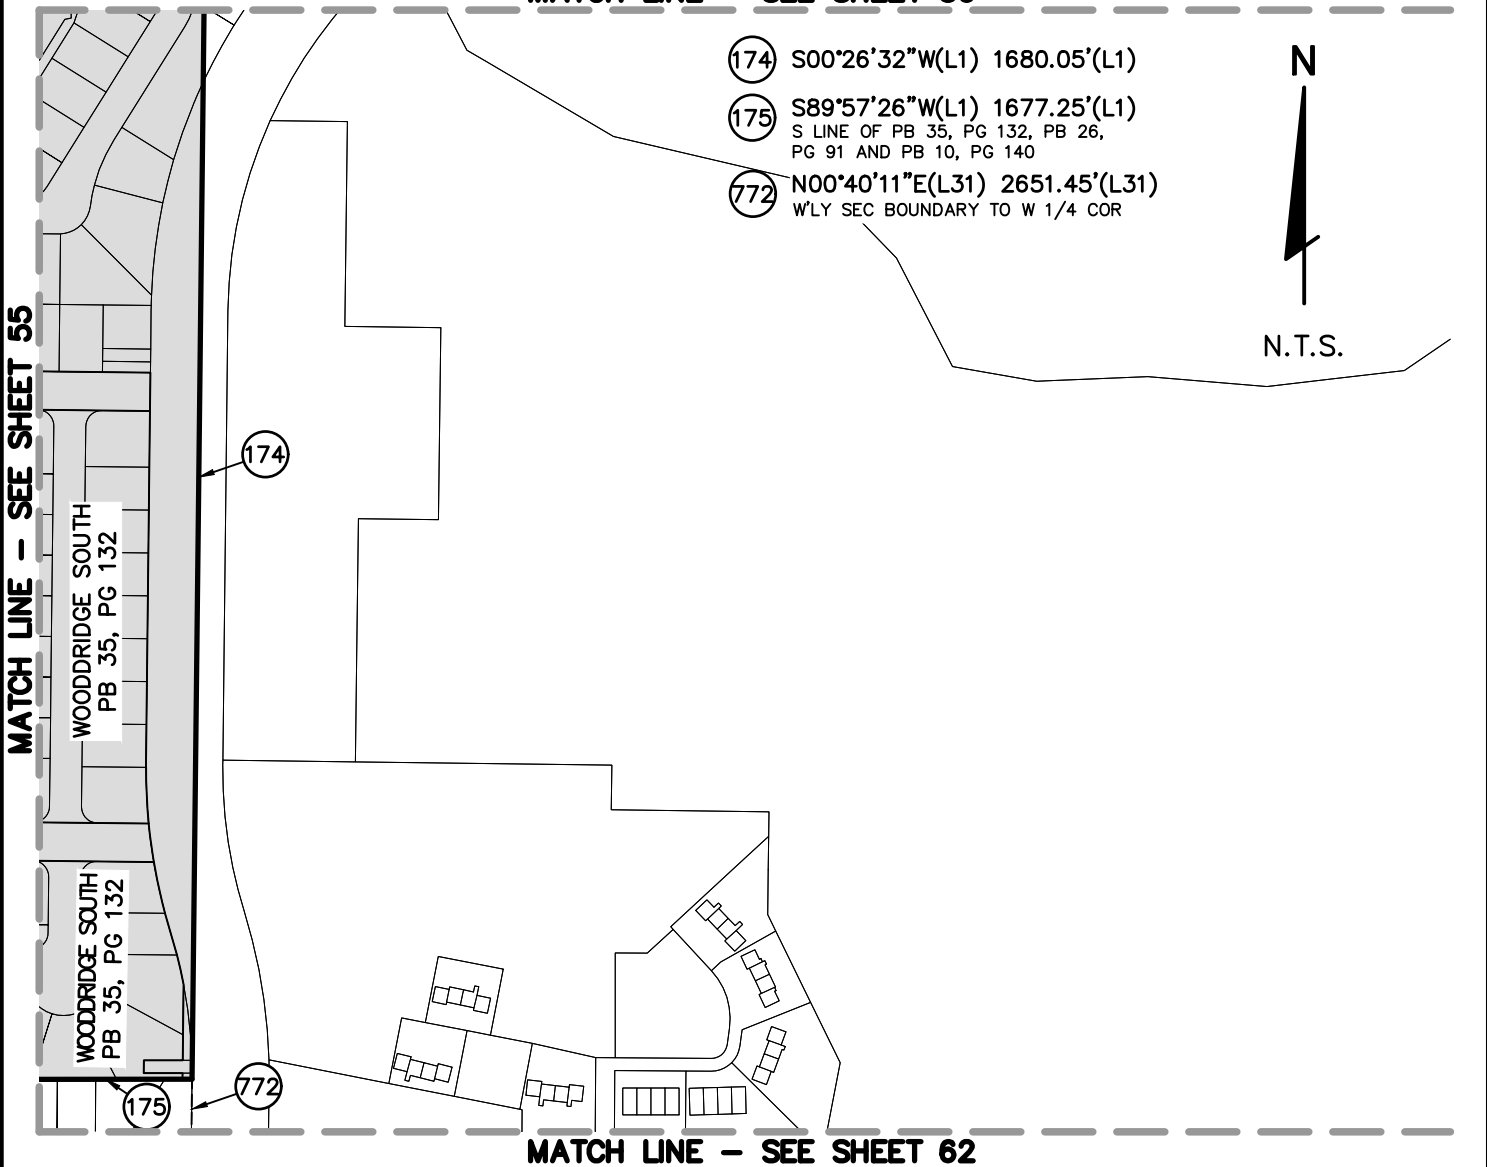 174 S00°26'32"W(L1) 1680.05'(L1)
175 S89°57'26"W(L1) 1677.25'(L1)
S LINE OF PB 35, PG 132, PB 26,
PG 91 AND PB 10, PG 140
772 N00°40'11"E(L31) 2651.45'(L31)
W'LY SEC BOUNDARY TO W 1/4 COR
N
N.T.S.
MATCH LINE - SEE SHEET 55
174
WOODDRIDGE SOUTH
PB 35, PG 132
WOODDRIDGE SOUTH
PB 35, PG 132
772
175
MATCH LINE - SEE SHEET 62